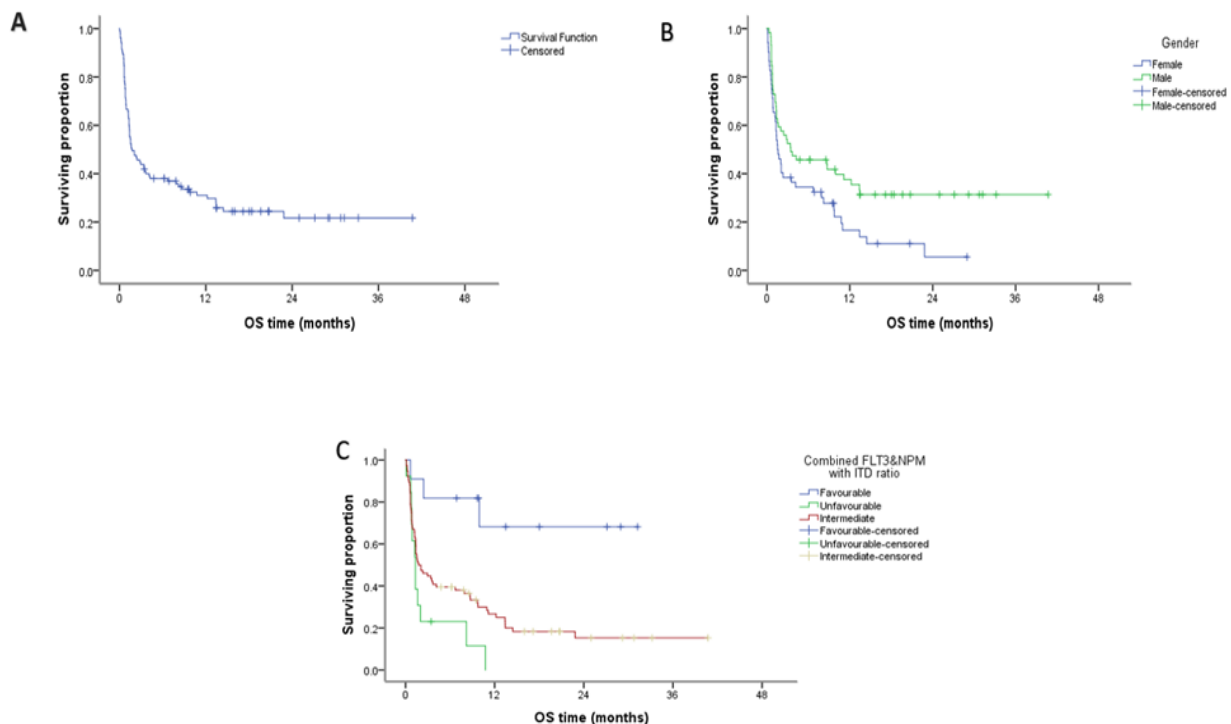 A
Survival Function
Censored
1.0
0.8
0.6
0.4
0.2
0.0
Surviving proportion
0 12 24 36 48
OS time (months)
B
Gender
Female
Male
Female-censored
Male-censored
1.0
0.8
0.6
0.4
0.2
0.0
Surviving proportion
0 12 24 36 48
OS time (months)
C
Combined FLT3&NPM
with ITD ratio
Favourable
Unfavourable
Intermediate
Favourable-censored
Unfavourable-censored
Intermediate-censored
1.0
0.8
0.6
0.4
0.2
0.0
Surviving proportion
0 12 24 36 48
OS time (months)